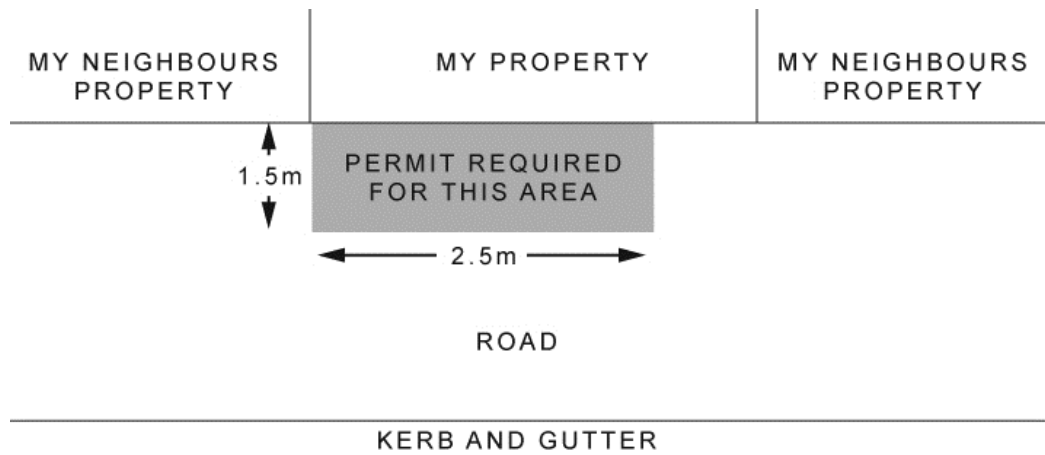 MY NEIGHBOURS
PROPERTY
MY PROPERTY
MY NEIGHBOURS
PROPERTY
1.5m
PERMIT REQUIRED
FOR THIS AREA
2.5m
ROAD
KERB AND GUTTER